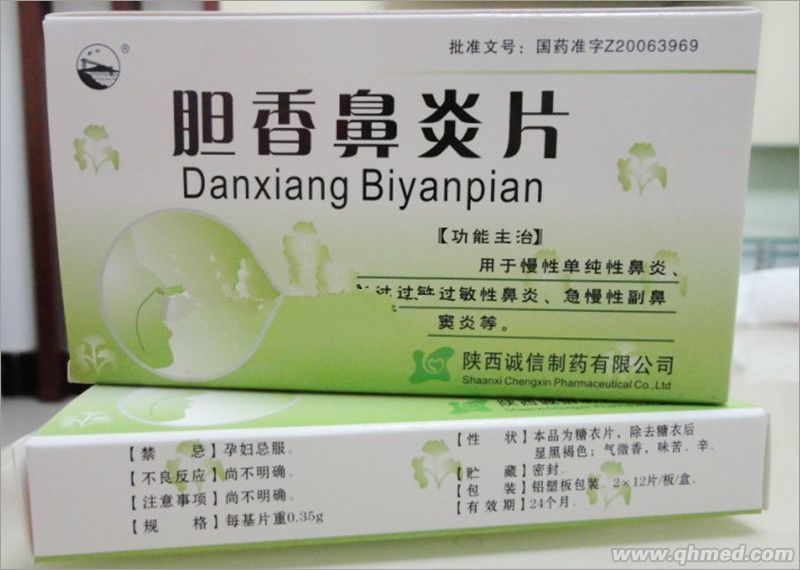 ®
批准文号：国药准字Z20063969
胆香鼻炎片
Danxiang Biyanpian
【功能主治】
用于慢性单纯性鼻炎、
过敏性鼻炎、急慢性副鼻
窦炎等。
陕西诚信制药有限公司
Shaanxi Chengxin Pharmaceutical Co.,Ltd
【禁 忌】孕妇忌服。
【不良反应】尚不明确。
【注意事项】尚不明确。
【规 格】每基片重0.35g
【性 状】本品为糖衣片，除去糖衣后
显黑褐色；气微香，味苦、辛。
【贮 藏】密封。
【包 装】铝塑板包装。2×12片/板/盒。
【有 效 期】24个月。
www.qhmed.com